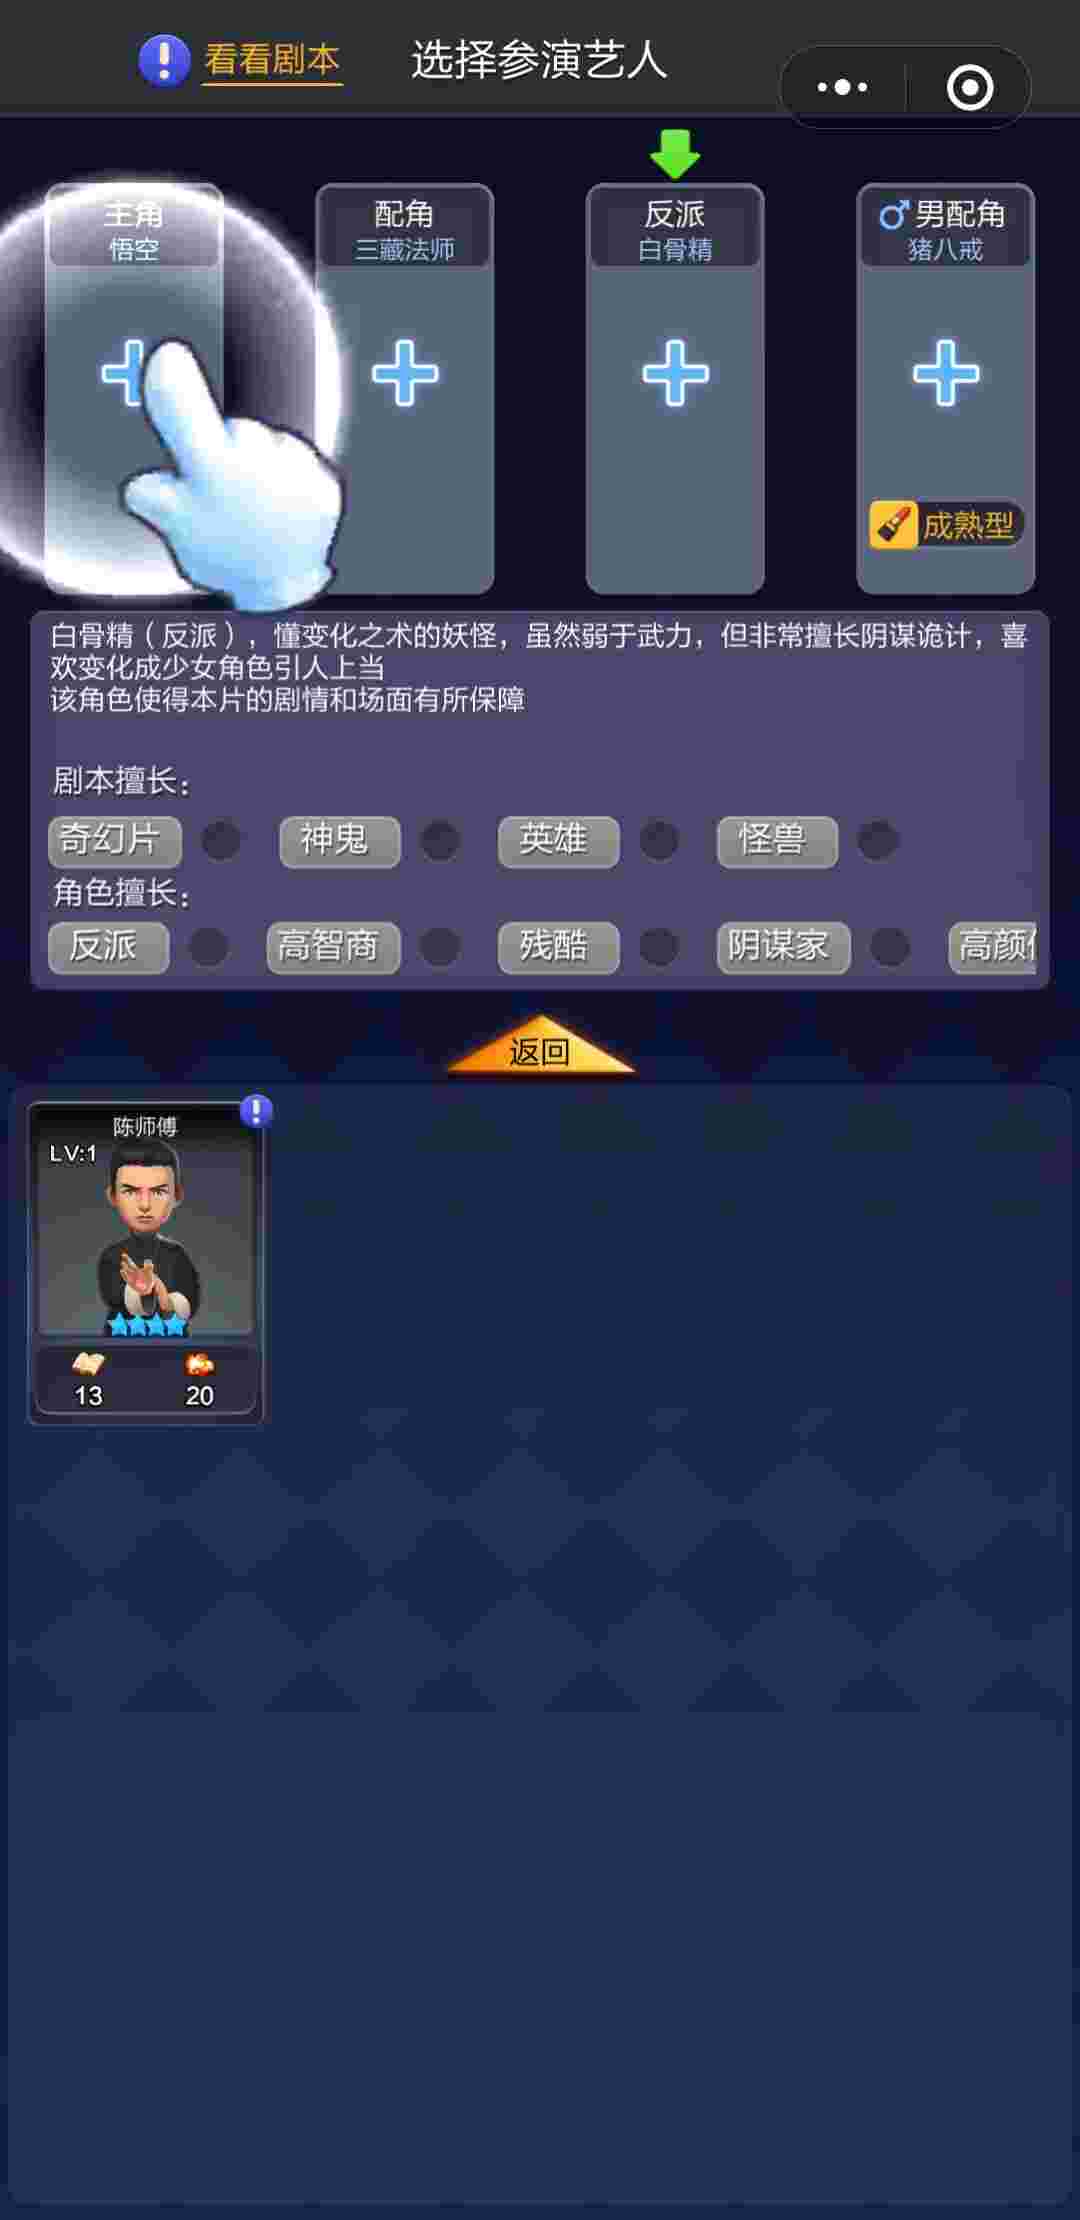 看看剧本
选择参演艺人
主角
悟空
配角
三藏法师
反派
白骨精
男配角
猪八戒
成熟型
白骨精（反派），懂变化之术的妖怪，虽然弱于武力，但非常擅长阴谋诡计，喜
欢变化成少女角色引人上当
该角色使得本片的剧情和场面有所保障
剧本擅长：
奇幻片 神鬼 英雄 怪兽
角色擅长：
反派 高智商 残酷 阴谋家 高颜
返回
陈师傅
LV:1
13 20